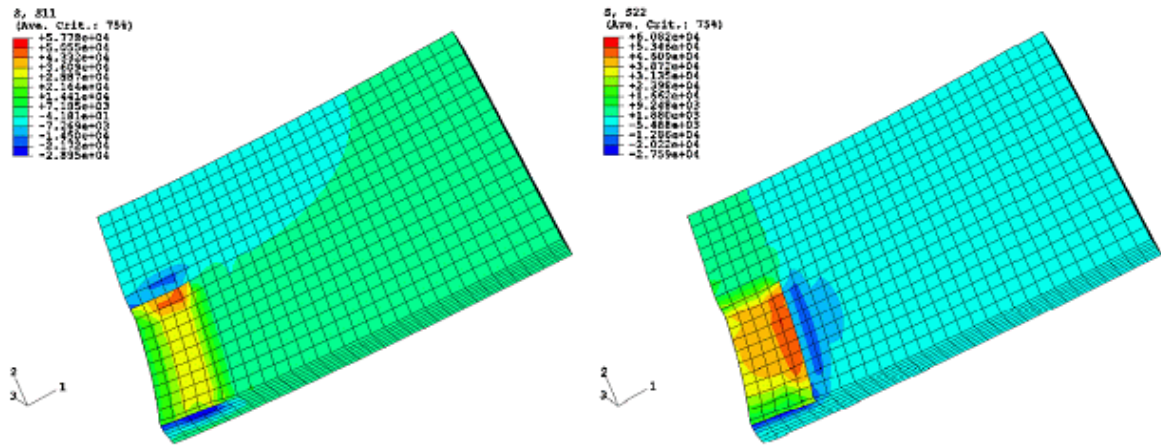 S, S11
(Ave. Crit.: 75%)
+5.778e+04
+5.055e+04
+4.332e+04
+3.609e+04
+2.887e+04
+2.164e+04
+1.441e+04
+7.185e+03
-4.181e+01
-7.269e+03
-1.450e+04
-2.172e+04
-2.895e+04
2
3
1
S, S22
(Ave. Crit.: 75%)
+6.082e+04
+5.346e+04
+4.609e+04
+3.872e+04
+3.135e+04
+2.398e+04
+1.662e+04
+9.248e+03
+1.880e+03
-5.488e+03
-1.286e+04
-2.022e+04
-2.759e+04
2
3
1